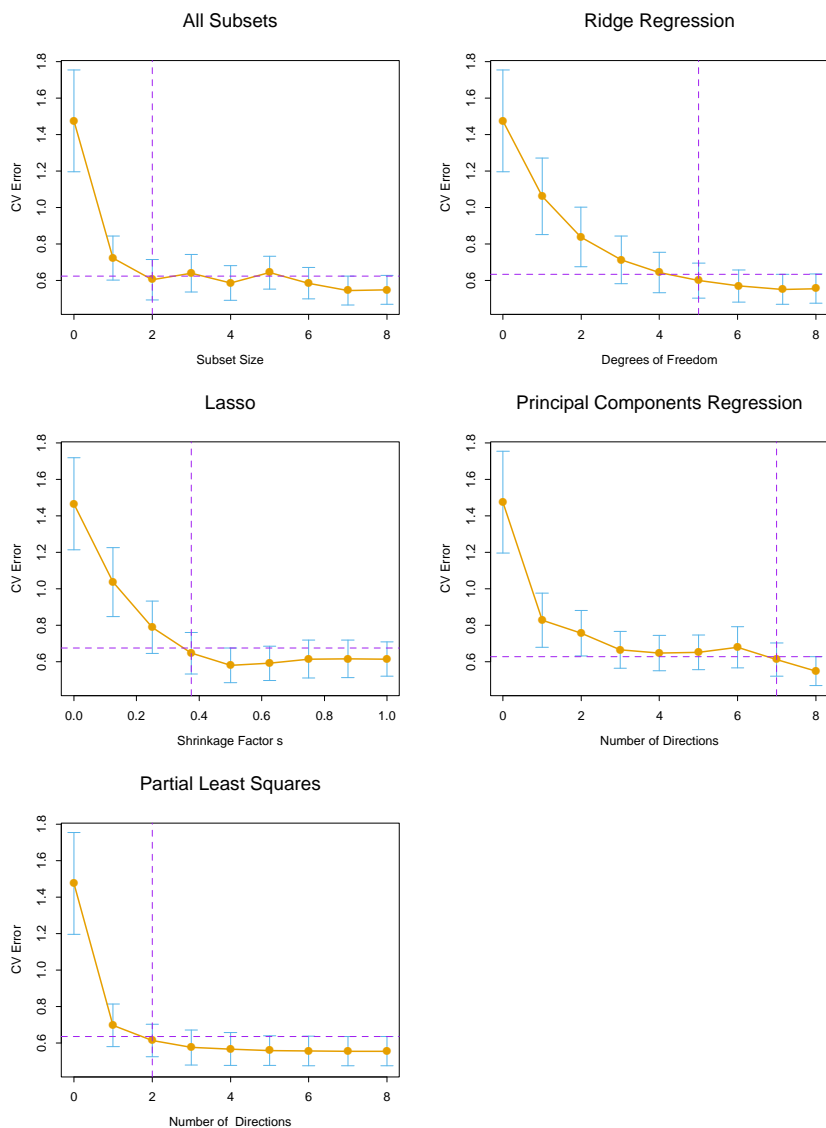 All Subsets
1.8
1.6
1.4
1.2
1.0
0.8
0.6
CV Error
0 2 4 6 8
Subset Size
Ridge Regression
1.8
1.6
1.4
1.2
1.0
0.8
0.6
CV Error
0 2 4 6 8
Degrees of Freedom
Lasso
1.8
1.6
1.4
1.2
1.0
0.8
0.6
CV Error
0.0 0.2 0.4 0.6 0.8 1.0
Shrinkage Factor s
Principal Components Regression
1.8
1.6
1.4
1.2
1.0
0.8
0.6
CV Error
0 2 4 6 8
Number of Directions
Partial Least Squares
1.8
1.6
1.4
1.2
1.0
0.8
0.6
CV Error
0 2 4 6 8
Number of Directions